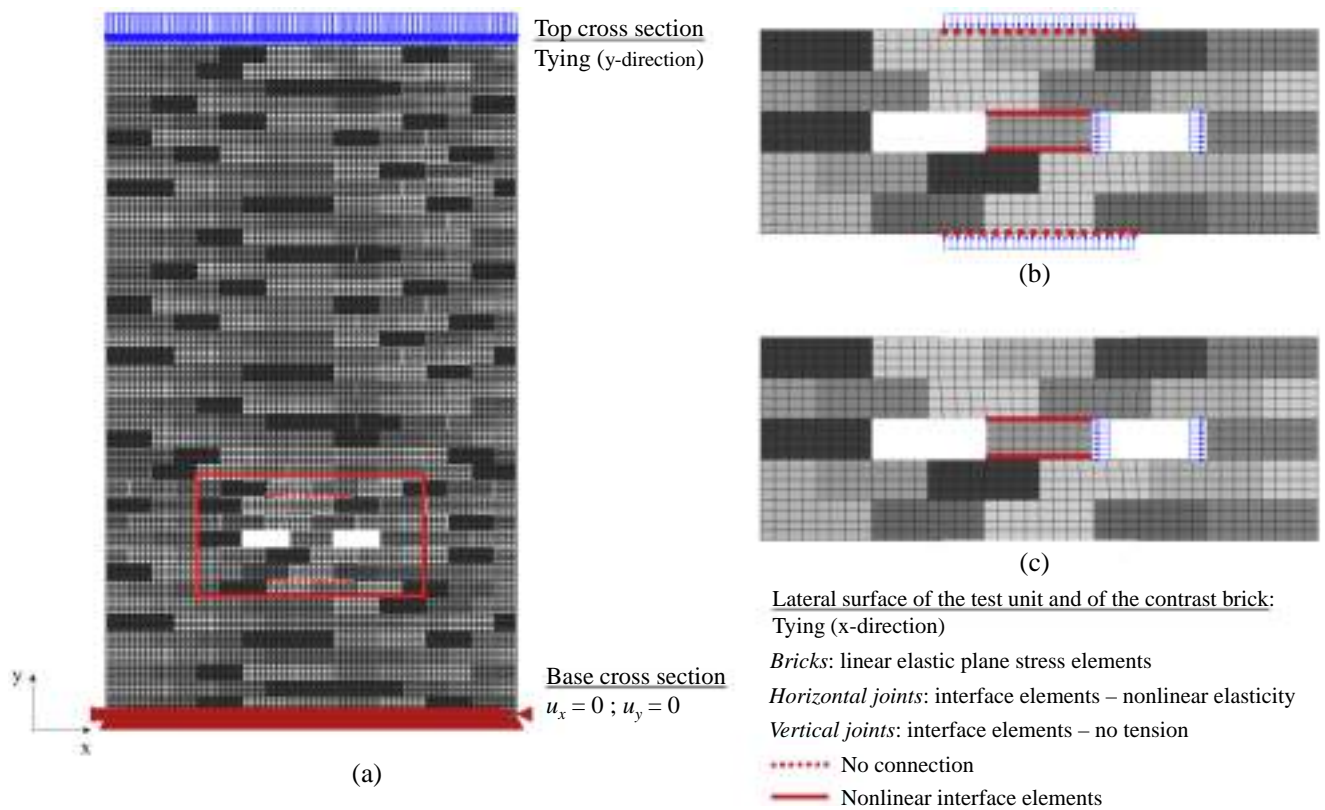 Top cross section
Tying (y-direction)
y
x
Base cross section
u_x = 0 ; u_y = 0
(a)
(b)
(c)
Lateral surface of the test unit and of the contrast brick:
Tying (x-direction)
Bricks: linear elastic plane stress elements
Horizontal joints: interface elements – nonlinear elasticity
Vertical joints: interface elements – no tension
No connection
Nonlinear interface elements